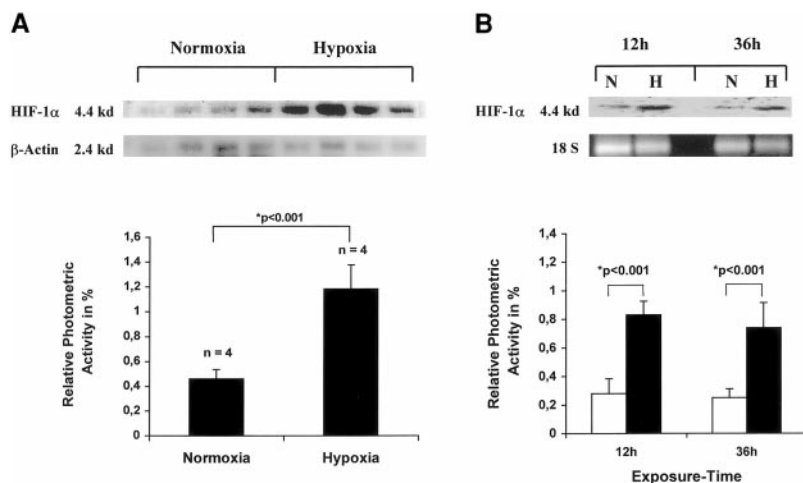 A
Normoxia Hypoxia
HIF-1α 4.4 kd
β-Actin 2.4 kd
*p<0.001
n = 4
n = 4
Relative Photometric
Activity in %
1,6
1,4
1,2
1
0,8
0,6
0,4
0,2
0
Normoxia Hypoxia
B
12h 36h
N H N H
HIF-1α 4.4 kd
18 S
*p<0.001 *p<0.001
Relative Photometric
Activity in %
1,4
1,2
1
0,8
0,6
0,4
0,2
0
12h 36h
Exposure-Time